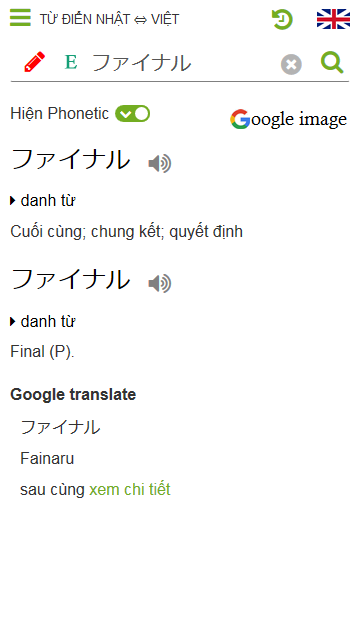 TỪ ĐIỂN NHẬT ⇔ VIỆT
E ファイナル
Hiện Phonetic
Google image
ファイナル
danh từ
Cuối cùng; chung kết; quyết định
ファイナル
danh từ
Final (P).
Google translate
ファイナル
Fainaru
sau cùng xem chi tiết